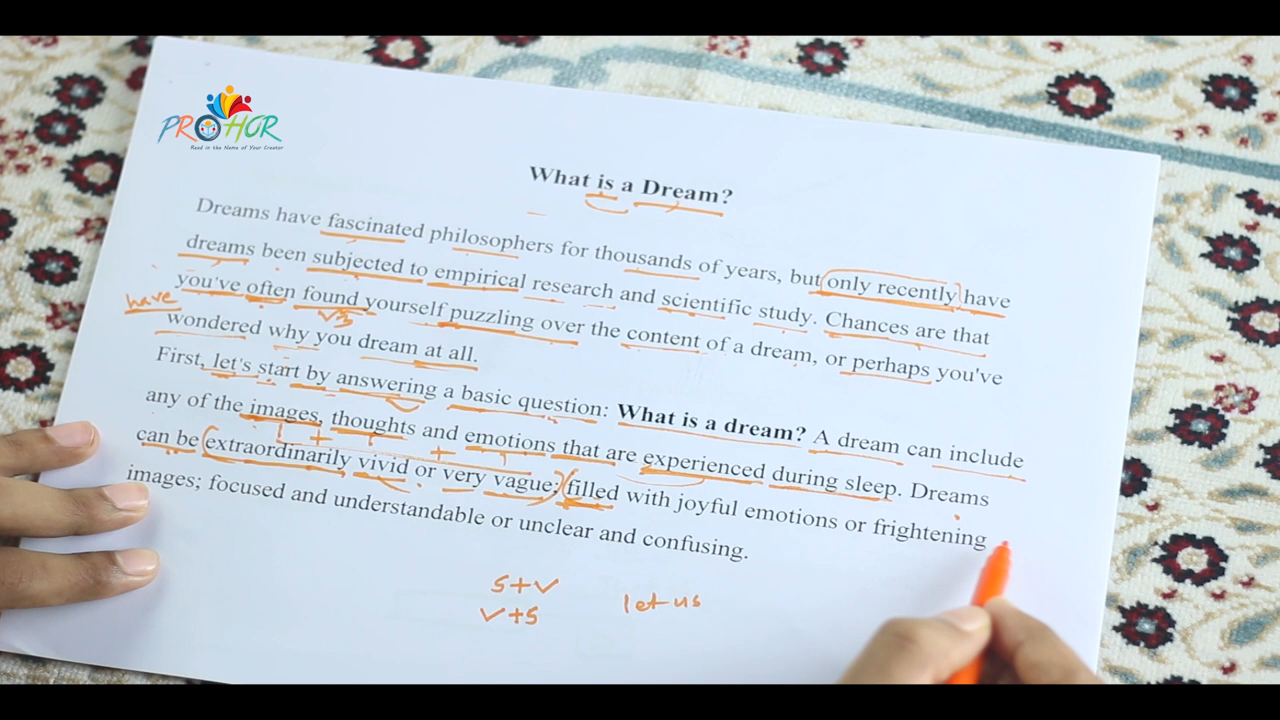 PROHOR
Read in the Name of Your Creator
What is a Dream?
Dreams have fascinated philosophers for thousands of years, but only recently have
dreams been subjected to empirical research and scientific study. Chances are that
you've often found yourself puzzling over the content of a dream, or perhaps you've
have
v3
wondered why you dream at all.
First, let's start by answering a basic question: What is a dream? A dream can include
any of the images, thoughts and emotions that are experienced during sleep. Dreams
+ +
can be extraordinarily vivid or very vague; filled with joyful emotions or frightening
images; focused and understandable or unclear and confusing.
S+V
V+S
let us